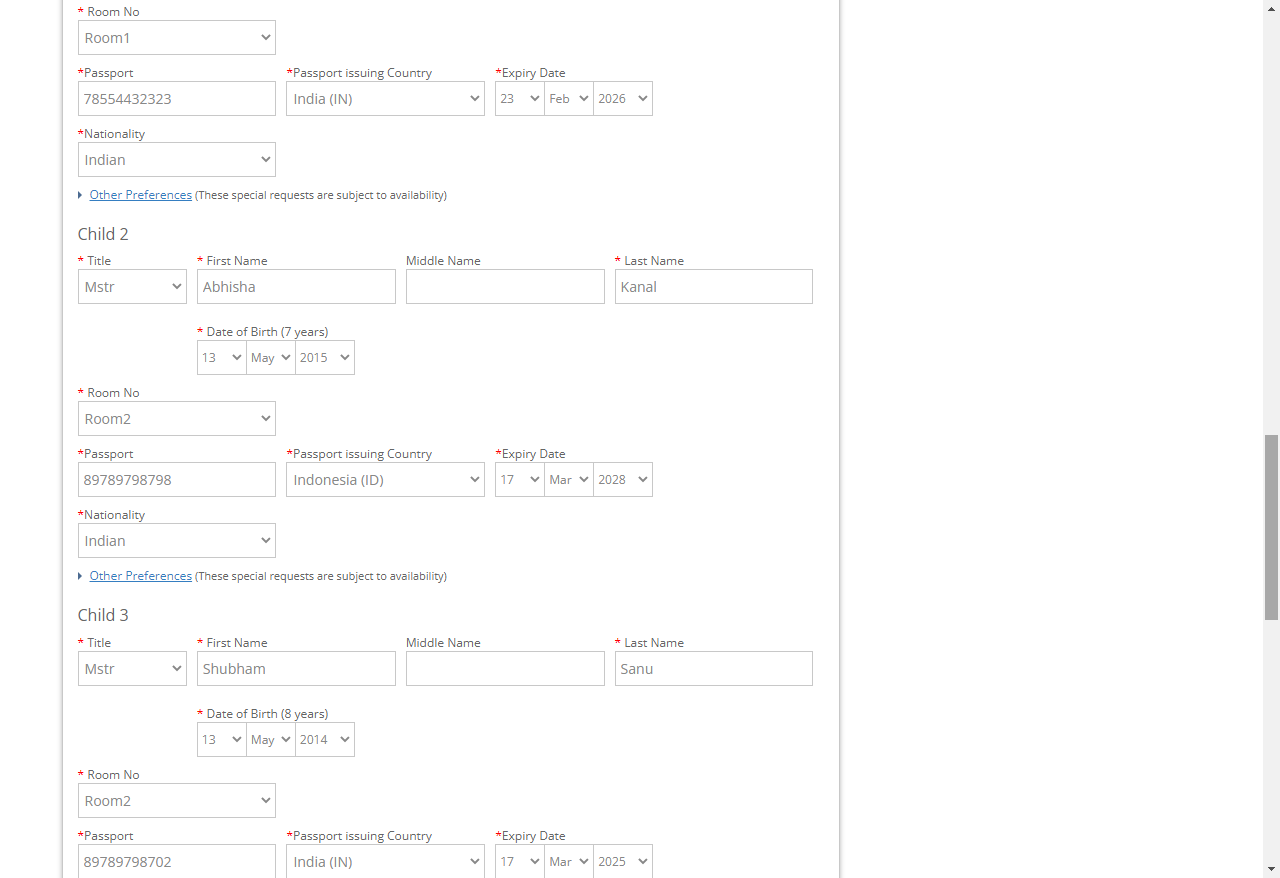 * Room No
Room1
*Passport *Passport issuing Country *Expiry Date
78554432323 India (IN) 23 Feb 2026
*Nationality
Indian
Other Preferences (These special requests are subject to availability)
Child 2
* Title * First Name Middle Name * Last Name
Mstr Abhisha Kanal
* Date of Birth (7 years)
13 May 2015
* Room No
Room2
*Passport *Passport issuing Country *Expiry Date
89789798798 Indonesia (ID) 17 Mar 2028
*Nationality
Indian
Other Preferences (These special requests are subject to availability)
Child 3
* Title * First Name Middle Name * Last Name
Mstr Shubham Sanu
* Date of Birth (8 years)
13 May 2014
* Room No
Room2
*Passport *Passport issuing Country *Expiry Date
89789798702 India (IN) 17 Mar 2025